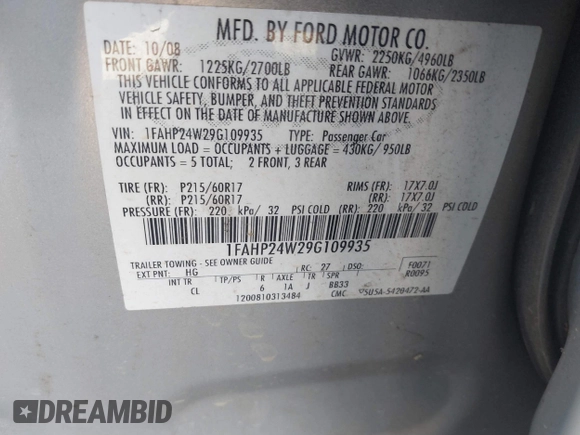 MFD. BY FORD MOTOR CO.
DATE: 10/08 GVWR: 2250KG/4960LB
FRONT GAWR: 1225KG/2700LB REAR GAWR: 1066KG/2350LB
THIS VEHICLE CONFORMS TO ALL APPLICABLE FEDERAL MOTOR
VEHICLE SAFETY, BUMPER, AND THEFT PREVENTION STANDARDS
IN EFFECT ON THE DATE OF MANUFACTURE SHOWN ABOVE.
VIN: 1FAHP24W29G109935 TYPE: Passenger Car
MAXIMUM LOAD = OCCUPANTS + LUGGAGE = 430KG/ 950LB
OCCUPANTS = 5 TOTAL; 2 FRONT, 3 REAR
TIRE (FR): P215/60R17 RIMS (FR): 17X7.0J
(RR): P215/60R17 (RR): 17X7.0J
PRESSURE (FR): 220 kPa/ 32 PSI COLD (RR): 220 kPa/ 32 PSI COLD
1FAHP24W29G109935
TRAILER TOWING - SEE OWNER GUIDE F0071
EXT PNT: HG RC: 27 DSO: R0095
INT TR TP/PS R AXLE TR SPR
CL 6 1A J BB33
1200810313484 CMC 5U5A-5420472-AA
DREAMBID